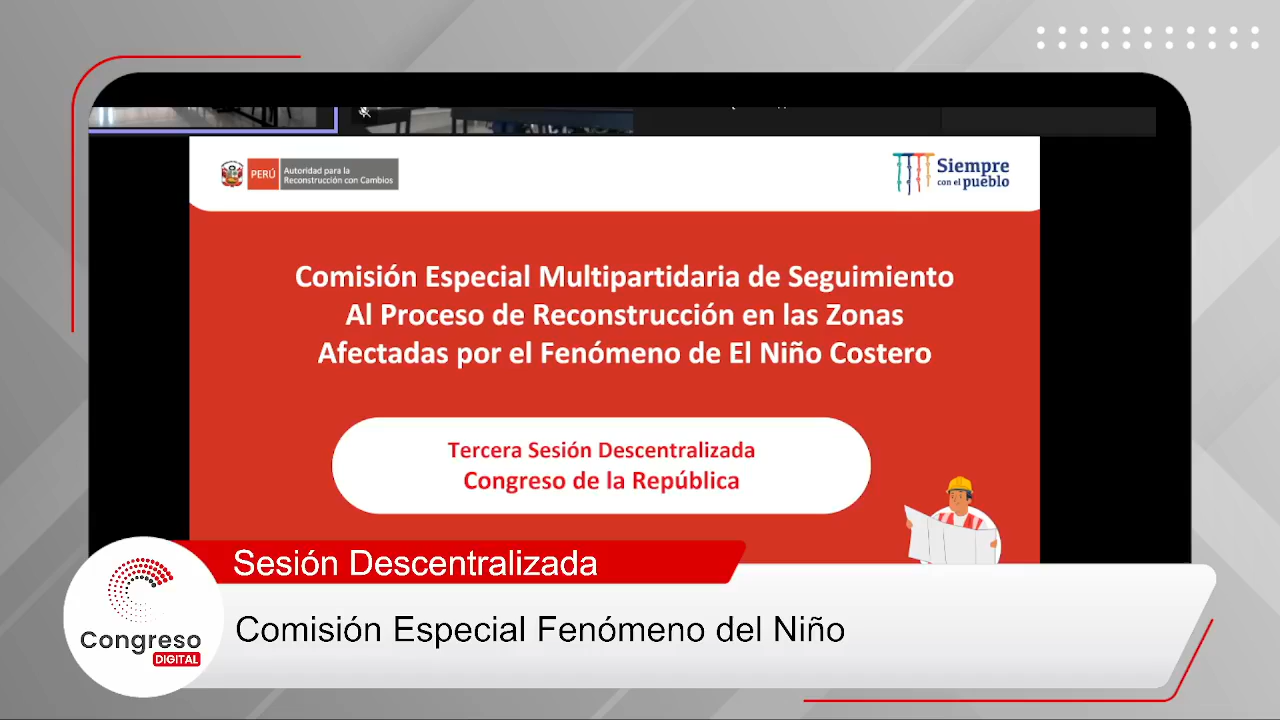 PERÚ
Autoridad para la
Reconstrucción con Cambios
Siempre
con el pueblo
Comisión Especial Multipartidaria de Seguimiento
Al Proceso de Reconstrucción en las Zonas
Afectadas por el Fenómeno de El Niño Costero
Tercera Sesión Descentralizada
Congreso de la República
Sesión Descentralizada
Comisión Especial Fenómeno del Niño
Congreso
DIGITAL